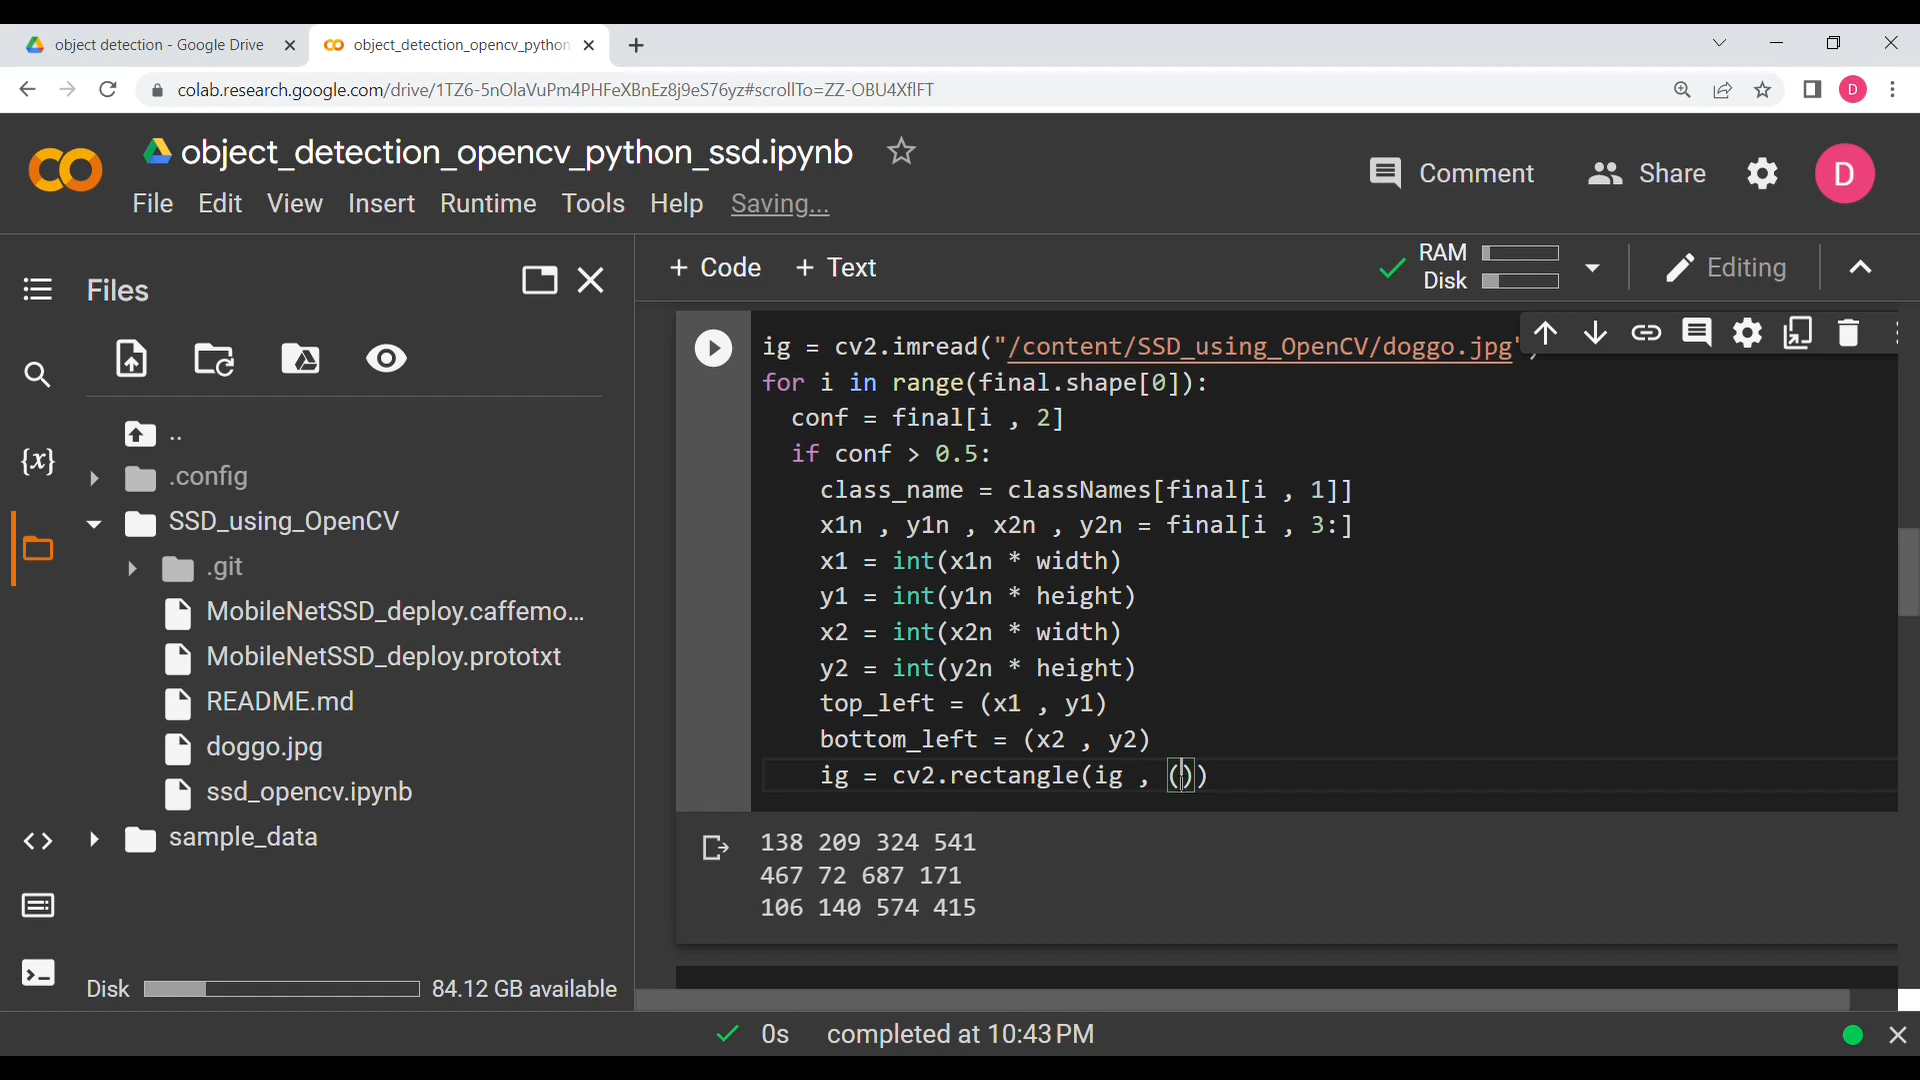 object detection - Google Drive
object_detection_opencv_python
colab.research.google.com/drive/1TZ6-5nOlaVuPm4PHFeXBnEz8j9eS76yz#scrollTo=ZZ-OBU4XflFT
D
object_detection_opencv_python_ssd.ipynb
Comment
Share
D
File Edit View Insert Runtime Tools Help Saving...
Files
+ Code + Text
RAM
Disk
Editing
..
.config
SSD_using_OpenCV
.git
MobileNetSSD_deploy.caffemo...
MobileNetSSD_deploy.prototxt
README.md
doggo.jpg
ssd_opencv.ipynb
sample_data
{x}
Disk
84.12 GB available
ig = cv2.imread("/content/SSD_using_OpenCV/doggo.jpg"
for i in range(final.shape[0]):
conf = final[i , 2]
if conf > 0.5:
class_name = classNames[final[i , 1]]
x1n , y1n , x2n , y2n = final[i , 3:]
x1 = int(x1n * width)
y1 = int(y1n * height)
x2 = int(x2n * width)
y2 = int(y2n * height)
top_left = (x1 , y1)
bottom_left = (x2 , y2)
ig = cv2.rectangle(ig , ())
138 209 324 541
467 72 687 171
106 140 574 415
0s completed at 10:43 PM